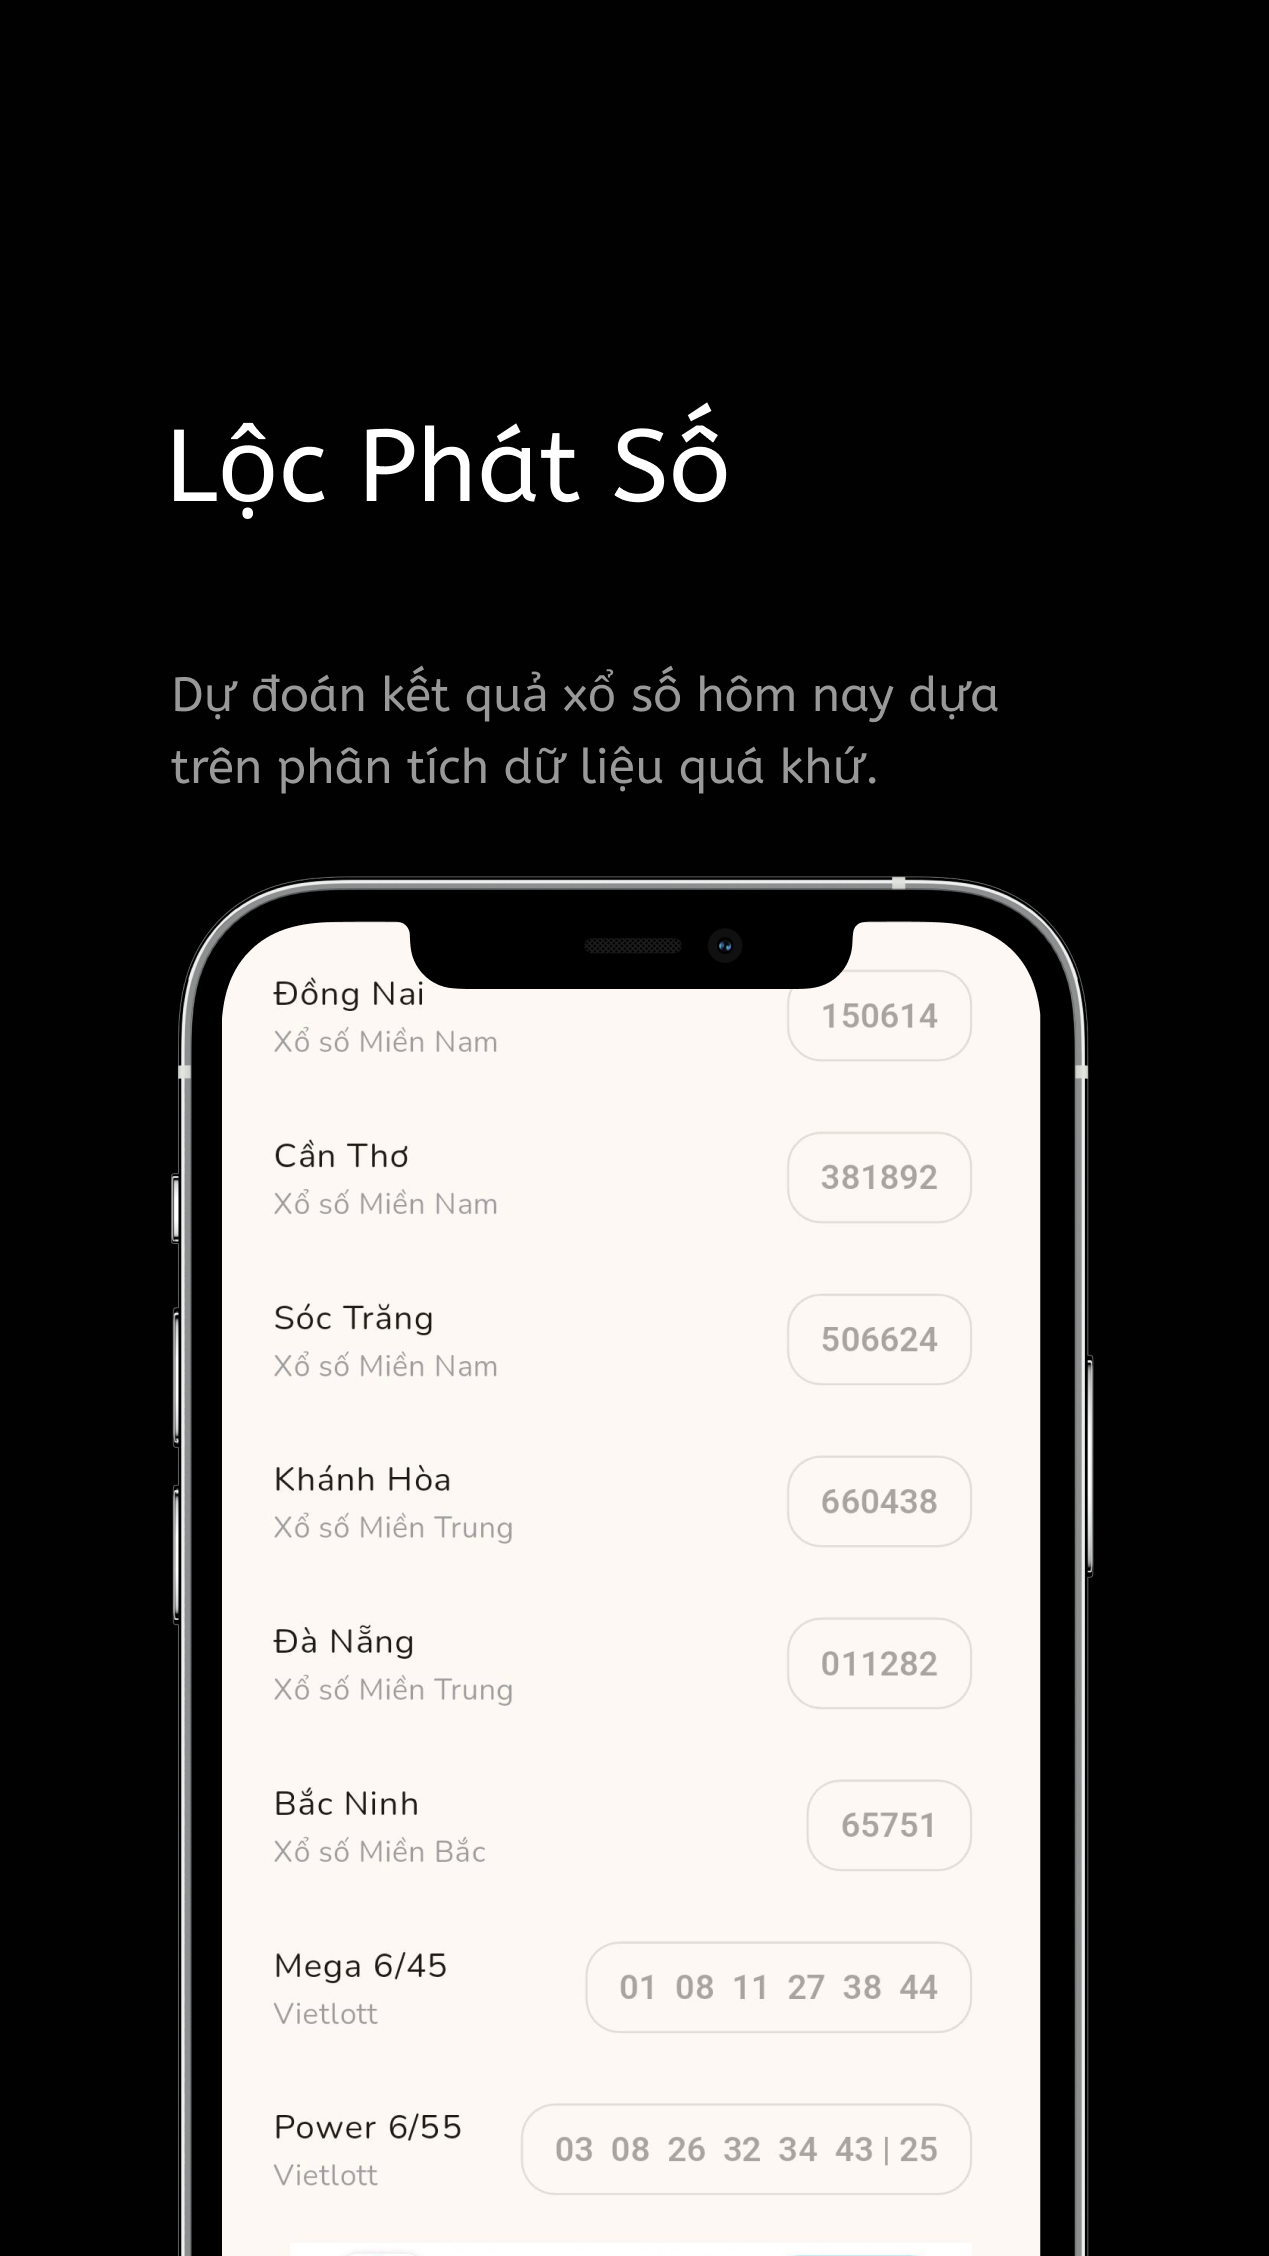 Lộc Phát Số
Dự đoán kết quả xổ số hôm nay dựa
trên phân tích dữ liệu quá khứ.
Đồng Nai
Xổ số Miền Nam
150614
Cần Thơ
Xổ số Miền Nam
381892
Sóc Trăng
Xổ số Miền Nam
506624
Khánh Hòa
Xổ số Miền Trung
660438
Đà Nẵng
Xổ số Miền Trung
011282
Bắc Ninh
Xổ số Miền Bắc
65751
Mega 6/45
Vietlott
01 08 11 27 38 44
Power 6/55
Vietlott
03 08 26 32 34 43 | 25